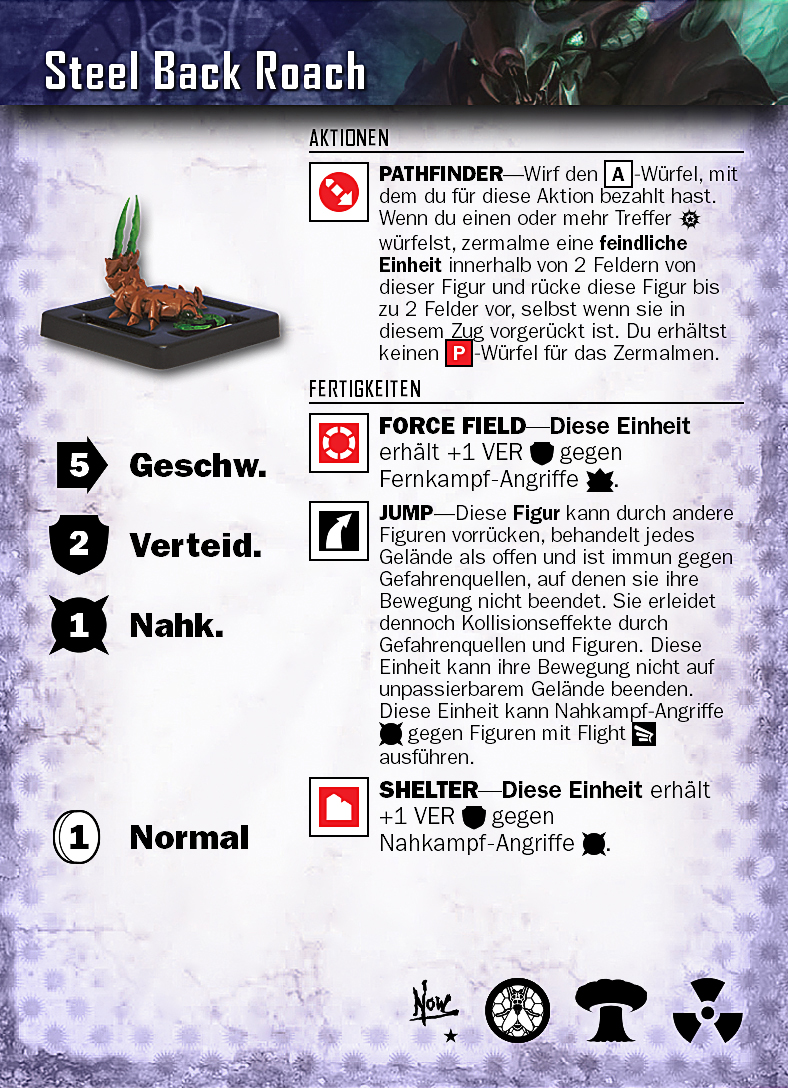 Steel Back Roach
AKTIONEN
PATHFINDER—Wirf den A-Würfel, mit
dem du für diese Aktion bezahlt hast.
Wenn du einen oder mehr Treffer
würfelst, zermalme eine feindliche
Einheit innerhalb von 2 Feldern von
dieser Figur und rücke diese Figur bis
zu 2 Felder vor, selbst wenn sie in
diesem Zug vorgerückt ist. Du erhältst
keinen P-Würfel für das Zermalmen.
FERTIGKEITEN
FORCE FIELD—Diese Einheit
erhält +1 VER gegen
Fernkampf-Angriffe .
JUMP—Diese Figur kann durch andere
Figuren vorrücken, behandelt jedes
Gelände als offen und ist immun gegen
Gefahrenquellen, auf denen sie ihre
Bewegung nicht beendet. Sie erleidet
dennoch Kollisionseffekte durch
Gefahrenquellen und Figuren. Diese
Einheit kann ihre Bewegung nicht auf
unpassierbarem Gelände beenden.
Diese Einheit kann Nahkampf-Angriffe
gegen Figuren mit Flight
ausführen.
SHELTER—Diese Einheit erhält
+1 VER gegen
Nahkampf-Angriffe .
5 Geschw.
2 Verteid.
1 Nahk.
1 Normal
Now